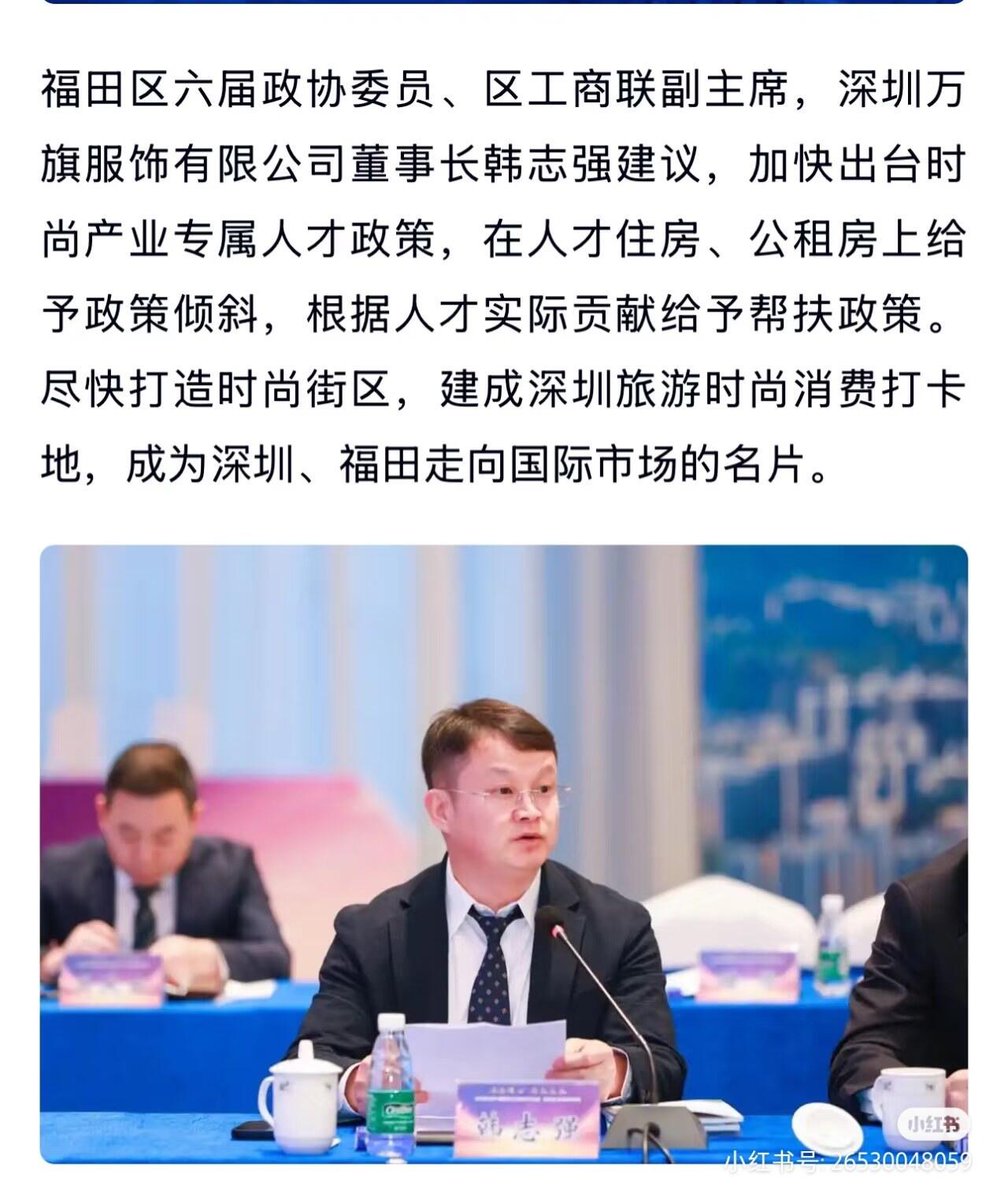 福田区六届政协委员、区工商联副主席，深圳万
旗服饰有限公司董事长韩志强建议，加快出台时
尚产业专属人才政策，在人才住房、公租房上给
予政策倾斜，根据人才实际贡献给予帮扶政策。
尽快打造时尚街区，建成深圳旅游时尚消费打卡
地，成为深圳、福田走向国际市场的名片。
韩志强
小红书
小红书号: 26530048059